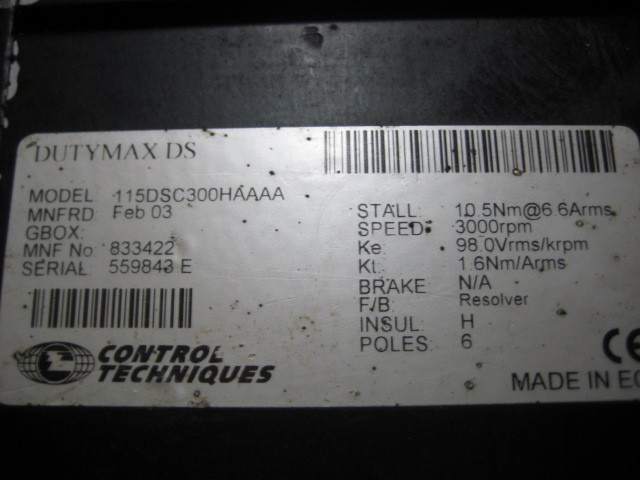 DUTYMAX DS
MODEL: 115DSC300HAAAA
MNFRD: Feb 03
GBOX:
MNF No 833422
SERIAL: 559843 E
STALL: 10.5Nm@6.6Arms
SPEED: 3000rpm
Ke: 98.0Vrms/krpm
Kt: 1.6Nm/Arms
BRAKE: N/A
F/B: Resolver
INSUL: H
POLES: 6
CONTROL
TECHNIQUES
CE
MADE IN EC